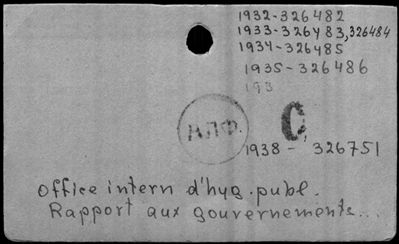 1932-326482
1933-326483,326484
1934-326485
1935-326486
193
АЛФ.
C
1938 - 326751
Office intern d'hyg. publ.
Rapport aux gouvernements...